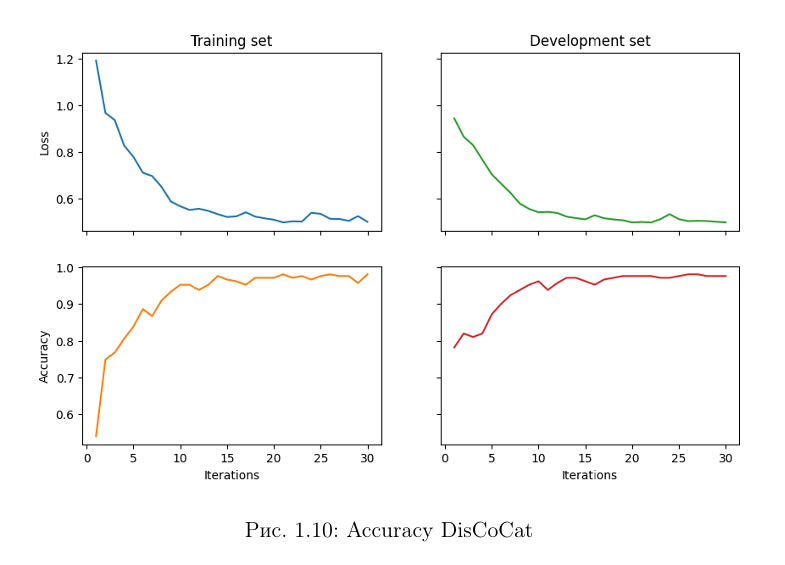 Training set
Development set
Loss
1.2
1.0
0.8
0.6
Accuracy
1.0
0.9
0.8
0.7
0.6
0 5 10 15 20 25 30
0 5 10 15 20 25 30
Iterations
Iterations
Рис. 1.10: Accuracy DisCoCat